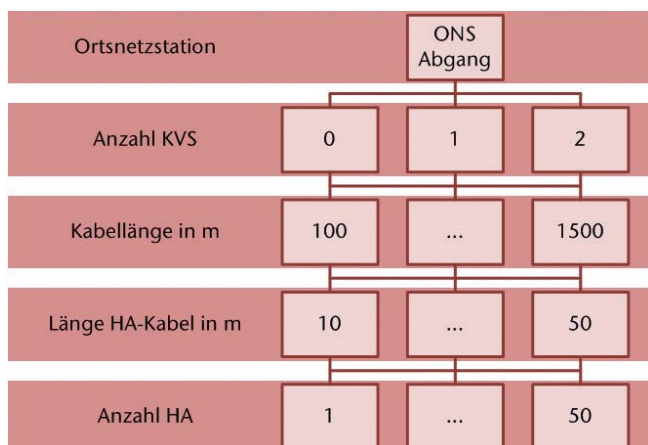 Ortsnetzstation
ONS
Abgang
Anzahl KVS
0
1
2
Kabellänge in m
100
...
1500
Länge HA-Kabel in m
10
...
50
Anzahl HA
1
...
50